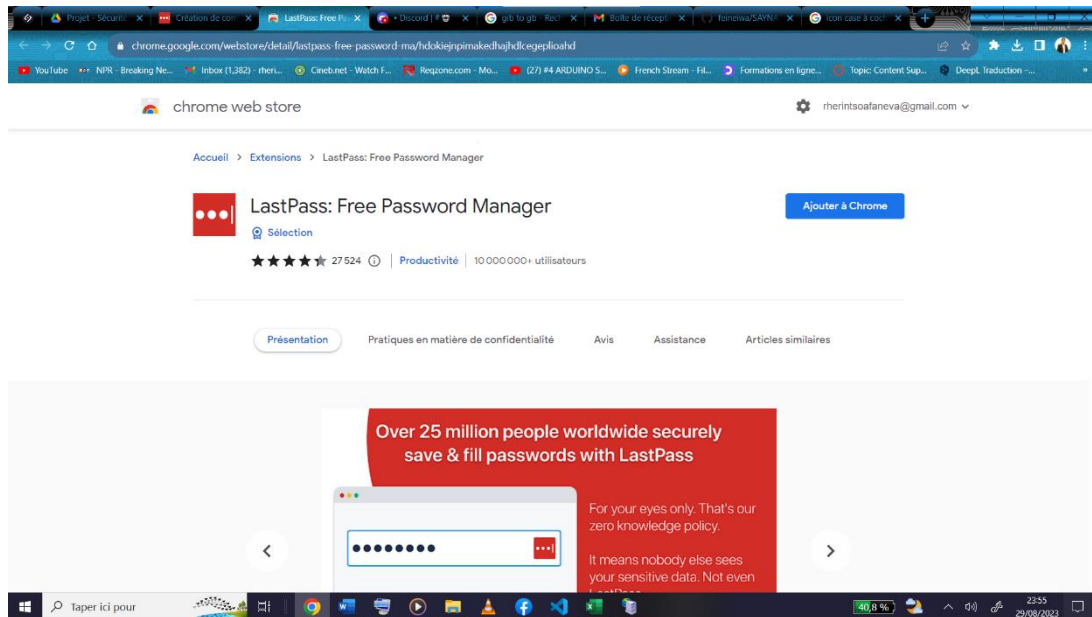 Projet - Sécurité
Création de con
LastPass: Free Pa
• Discord | #
gib to gb - Rech
Boîte de récepti
feinewa/SAYNA
icon case à coch
chrome.google.com/webstore/detail/lastpass-free-password-ma/hdokiejnpimakedhajhdlcegeplioahd
YouTube
NPR - Breaking Ne...
Inbox (1,382) - rheri...
Cineb.net - Watch F...
Reqzone.com - Mo...
(27) #4 ARDUINO S...
French Stream - Fil...
Formations en ligne...
Topic: Content Sup...
DeepL Traduction –...
»
chrome web store
rherintsoafaneva@gmail.com
Accueil > Extensions > LastPass: Free Password Manager
LastPass: Free Password Manager
Ajouter à Chrome
Sélection
27 524
Productivité
10 000 000+ utilisateurs
Présentation
Pratiques en matière de confidentialité
Avis
Assistance
Articles similaires
Over 25 million people worldwide securely
save & fill passwords with LastPass
For your eyes only. That's our
zero knowledge policy.
It means nobody else sees
your sensitive data. Not even
LastPass
Taper ici pour
40,8 %
23:55
29/08/2023